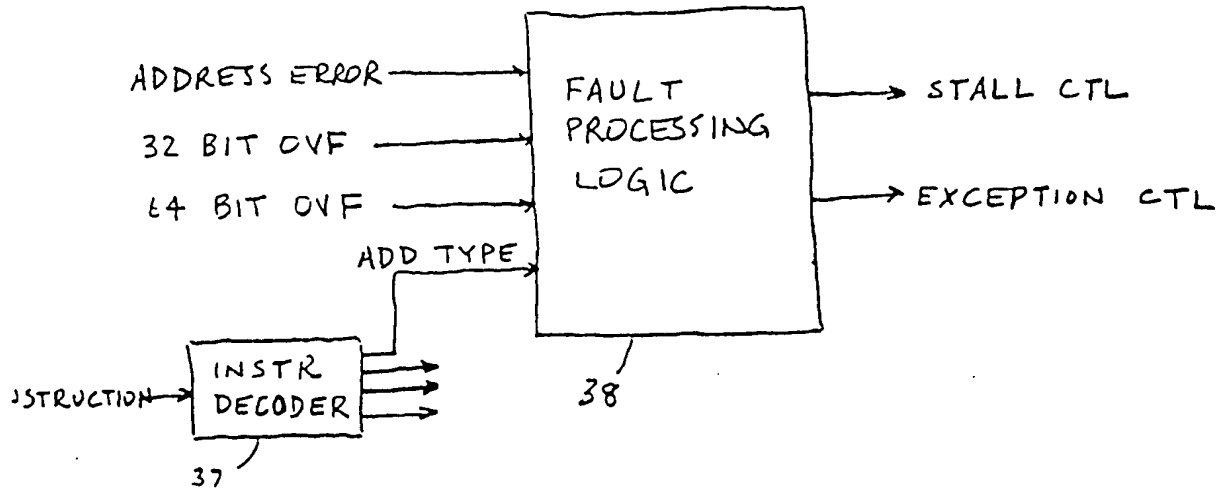 ADDRESS ERROR
32 BIT OVF
64 BIT OVF
ADD TYPE
FAULT
PROCESSING
LOGIC
STALL CTL
EXCEPTION CTL
38
STRUCTION
INSTR
DECODER
37